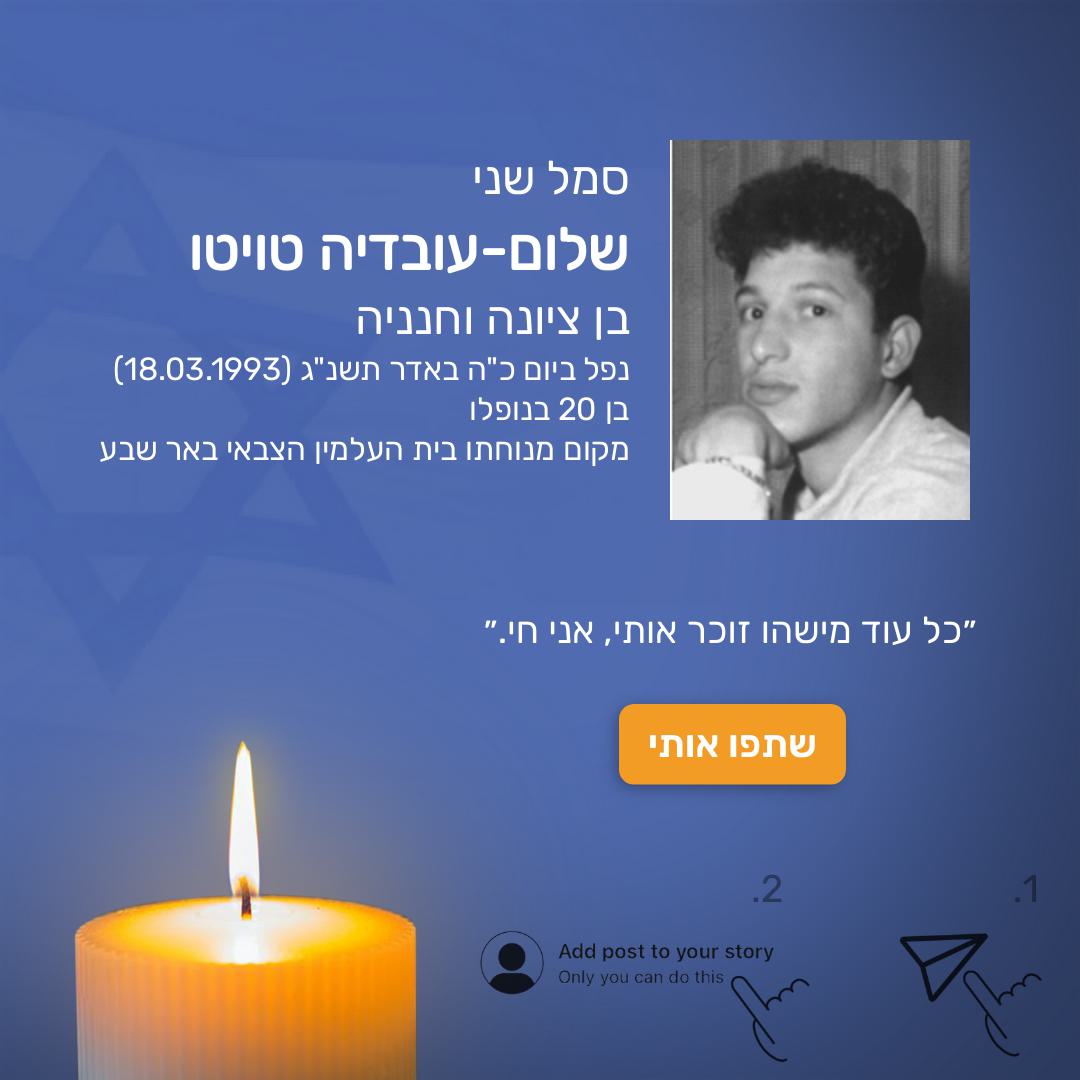 סמל שני
שלום-עובדיה טויטו
בן ציונה וחנניה
נפל ביום כ"ה באדר תשנ"ג (18.03.1993)
בן 20 בנופלו
מקום מנוחתו בית העלמין הצבאי באר שבע
״כל עוד מישהו זוכר אותי, אני חי.״
שתפו אותי
.1
.2
Add post to your story
Only you can do this